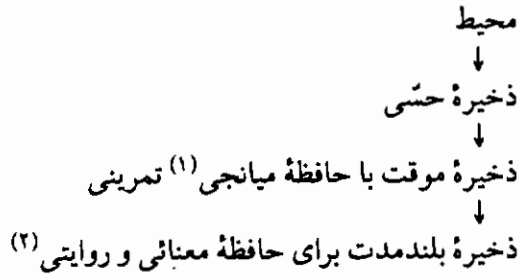 محیط
↓
ذخیرهٔ حسّی
↓
ذخیرهٔ موقت با حافظهٔ میانجی(۱) تمرینی
↓
ذخیرهٔ بلندمدت برای حافظهٔ معنائی و روایتی(۲)